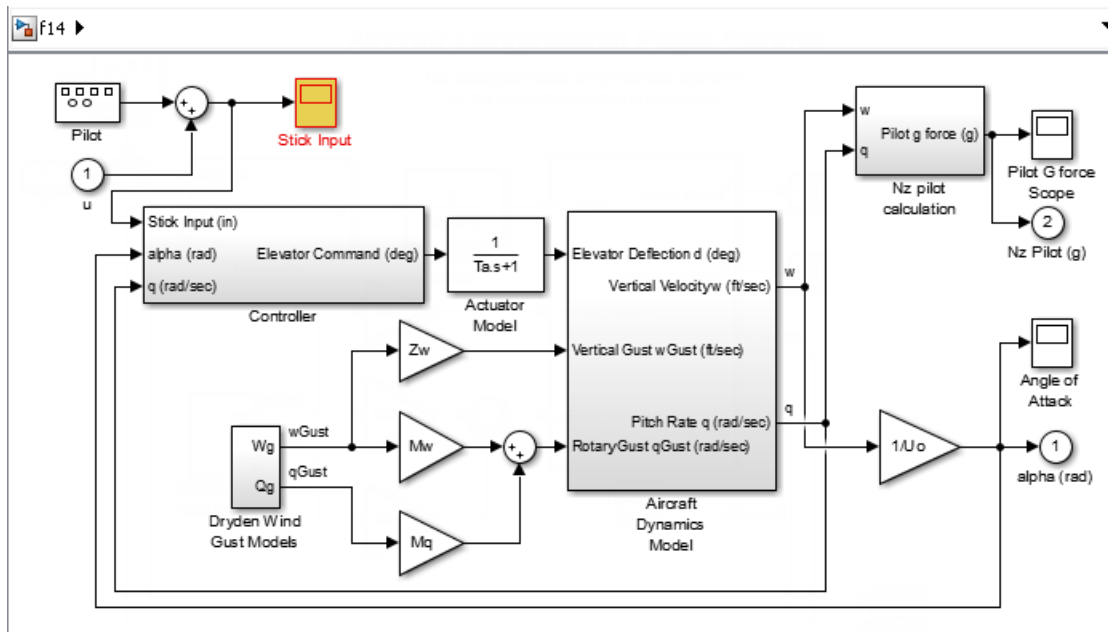 f14
Pilot
Stick Input
1
u
w
q
Pilot g force (g)
Nz pilot
calculation
Pilot G force
Scope
2
Nz Pilot (g)
Stick Input (in)
alpha (rad)
q (rad/sec)
Elevator Command (deg)
Controller
1
Ta.s+1
Actuator
Model
Elevator Deflection d (deg)
Vertical Velocity w (ft/sec)
Vertical Gust wGust (ft/sec)
Pitch Rate q (rad/sec)
Rotary Gust qGust (rad/sec)
Aircraft
Dynamics
Model
w
q
Zw
Mw
Mq
Wg
Qg
wGust
qGust
Dryden Wind
Gust Models
1/Uo
Angle of
Attack
1
alpha (rad)